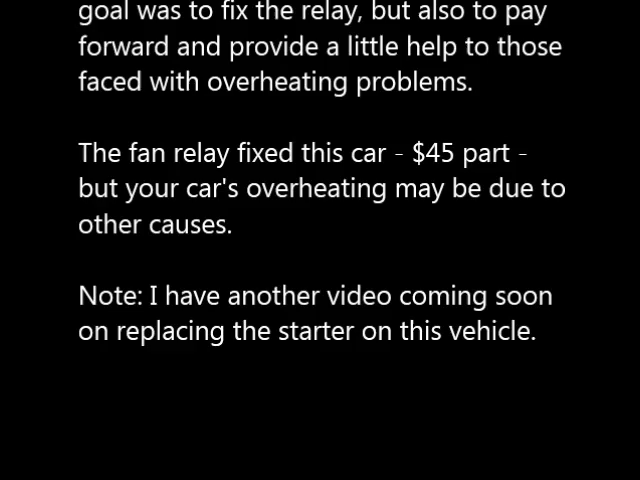 goal was to fix the relay, but also to pay
forward and provide a little help to those
faced with overheating problems.
The fan relay fixed this car - $45 part -
but your car's overheating may be due to
other causes.
Note: I have another video coming soon
on replacing the starter on this vehicle.